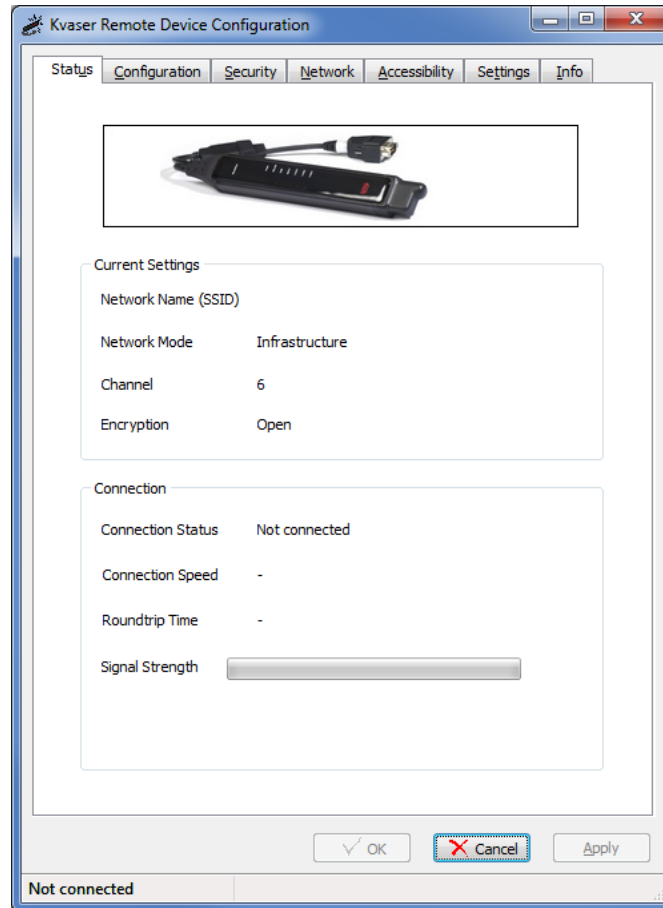 Kvaser Remote Device Configuration
Status Configuration Security Network Accessibility Settings Info
Current Settings
Network Name (SSID)
Network Mode Infrastructure
Channel 6
Encryption Open
Connection
Connection Status Not connected
Connection Speed -
Roundtrip Time -
Signal Strength
OK Cancel Apply
Not connected